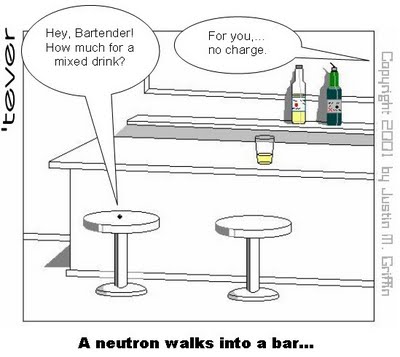 'tever
Hey, Bartender!
How much for a
mixed drink?
For you,...
no charge.
Copyright 2001 by Justin M. Griffin
A neutron walks into a bar...